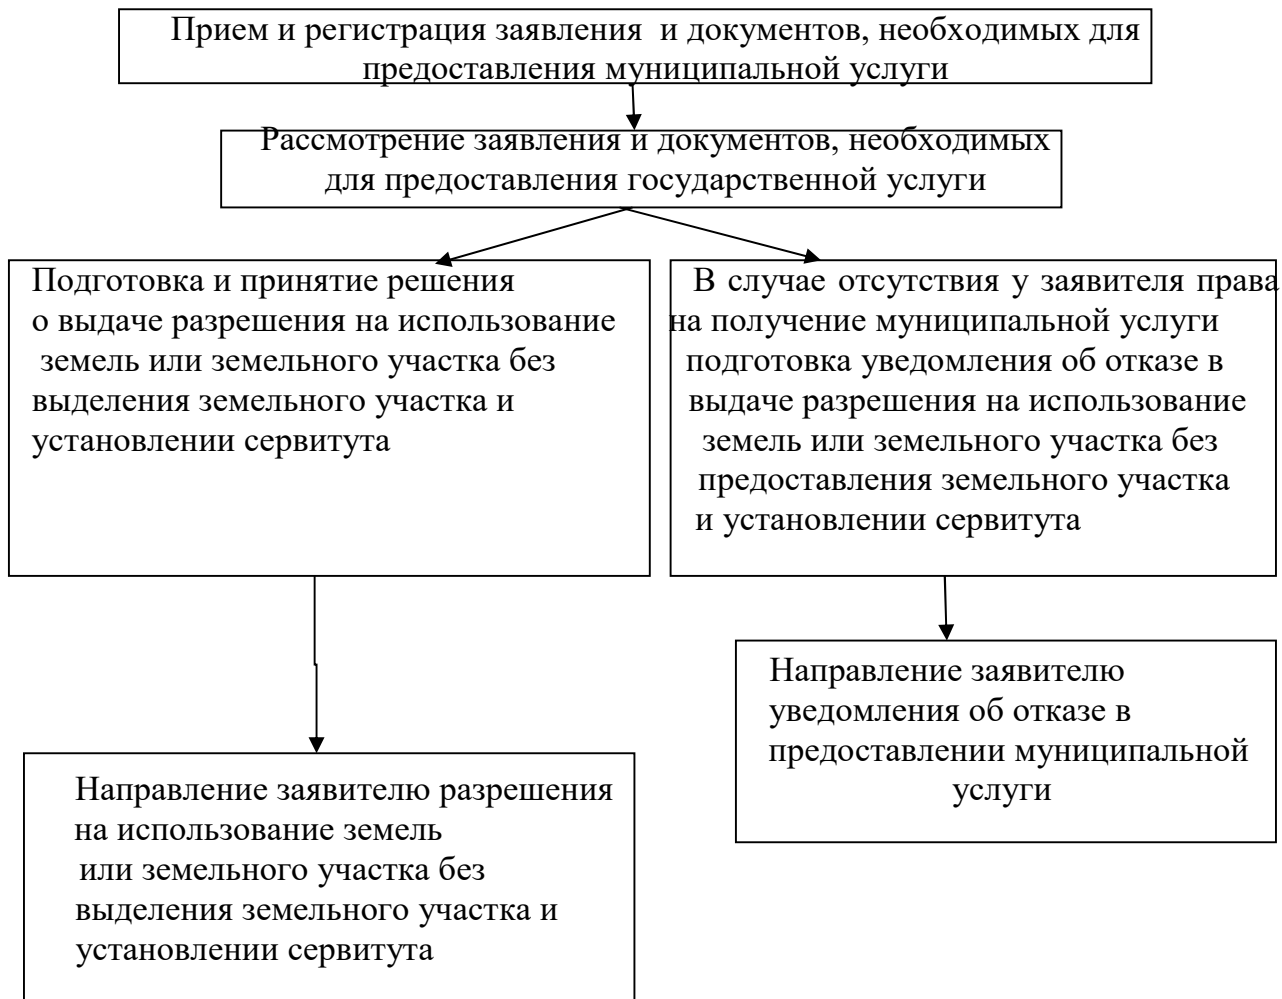 Прием и регистрация заявления и документов, необходимых для
предоставления муниципальной услуги
Рассмотрение заявления и документов, необходимых
для предоставления государственной услуги
Подготовка и принятие решения
о выдаче разрешения на использование
земель или земельного участка без
выделения земельного участка и
установлении сервитута
В случае отсутствия у заявителя права
на получение муниципальной услуги
подготовка уведомления об отказе в
выдаче разрешения на использование
земель или земельного участка без
предоставления земельного участка
и установлении сервитута
Направление заявителю
уведомления об отказе в
предоставлении муниципальной
услуги
Направление заявителю разрешения
на использование земель
или земельного участка без
выделения земельного участка и
установлении сервитута